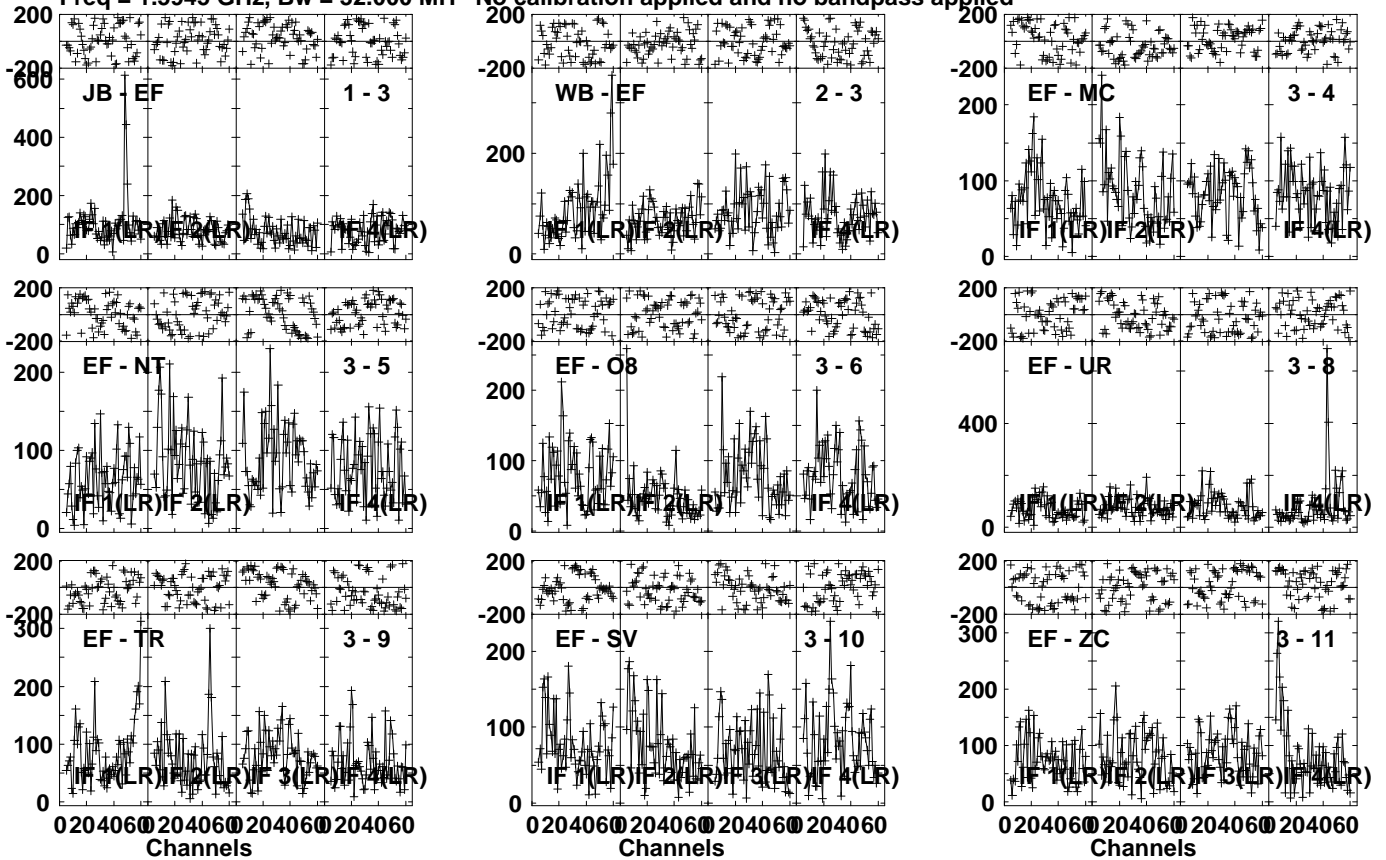 Freq = 1.5945 GHz, Bw = 32.000 MH No calibration applied and no bandpass applied
200 200 200
-200 -200 -200
JB - EF 1 - 3 WB - EF 2 - 3 EF - MC 3 - 4
600
400
200 200 200
100 100
0 0 0
IF 1(LR) IF 2(LR) IF 4(LR) IF 1(LR) IF 2(LR) IF 4(LR) IF 1(LR) IF 2(LR) IF 4(LR)
200 200 200
-200 -200 -200
EF - NT 3 - 5 EF - O8 3 - 6 EF - UR 3 - 8
200 200 400
100 100 200
0 0 0
IF 1(LR) IF 2(LR) IF 4(LR) IF 1(LR) IF 2(LR) IF 4(LR) IF 1(LR) IF 2(LR) IF 4(LR)
200 200 200
-200 -200 -200
EF - TR 3 - 9 EF - SV 3 - 10 EF - ZC 3 - 11
300 300
200 200 200
100 100 100
0 0 0
IF 1(LR) IF 2(LR) IF 3(LR) IF 4(LR) IF 1(LR) IF 2(LR) IF 3(LR) IF 4(LR) IF 1(LR) IF 2(LR) IF 3(LR) IF 4(LR)
0 20 40 60 0 20 40 60 0 20 40 60 0 20 40 60 0 20 40 60 0 20 40 60 0 20 40 60 0 20 40 60 0 20 40 60 0 20 40 60 0 20 40 60 0 20 40 60
Channels Channels Channels